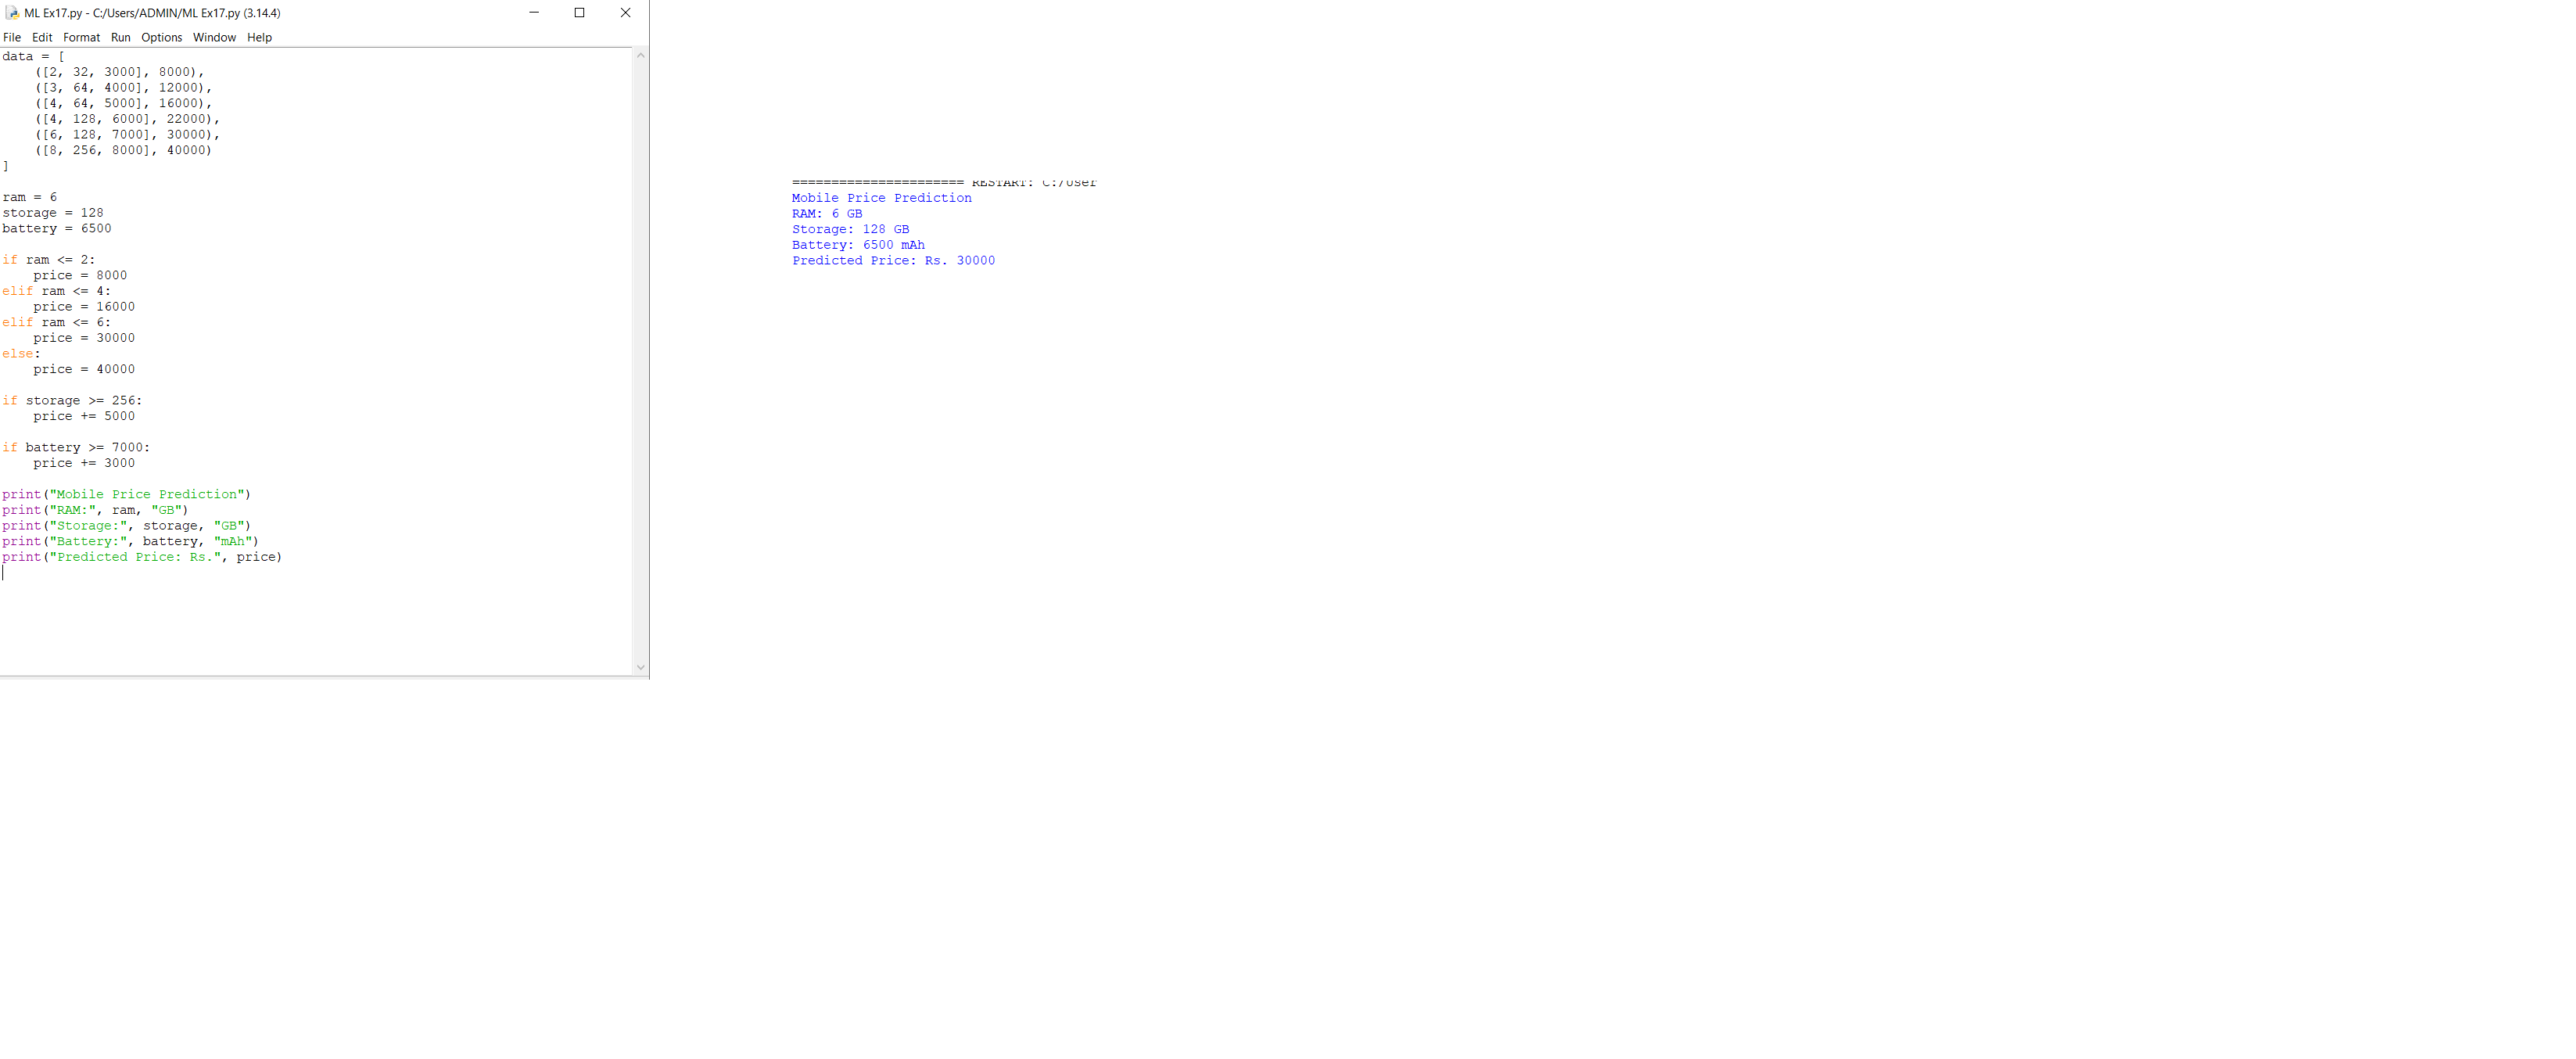 ML Ex17.py - C:/Users/ADMIN/ML Ex17.py (3.14.4)
File Edit Format Run Options Window Help
data = [
    ([2, 32, 3000], 8000),
    ([3, 64, 4000], 12000),
    ([4, 64, 5000], 16000),
    ([4, 128, 6000], 22000),
    ([6, 128, 7000], 30000),
    ([8, 256, 8000], 40000)
]
ram = 6
storage = 128
battery = 6500
if ram <= 2:
    price = 8000
elif ram <= 4:
    price = 16000
elif ram <= 6:
    price = 30000
else:
    price = 40000
if storage >= 256:
    price += 5000
if battery >= 7000:
    price += 3000
print("Mobile Price Prediction")
print("RAM:", ram, "GB")
print("Storage:", storage, "GB")
print("Battery:", battery, "mAh")
print("Predicted Price: Rs.", price)
====================== RESTART: C:/User
Mobile Price Prediction
RAM: 6 GB
Storage: 128 GB
Battery: 6500 mAh
Predicted Price: Rs. 30000